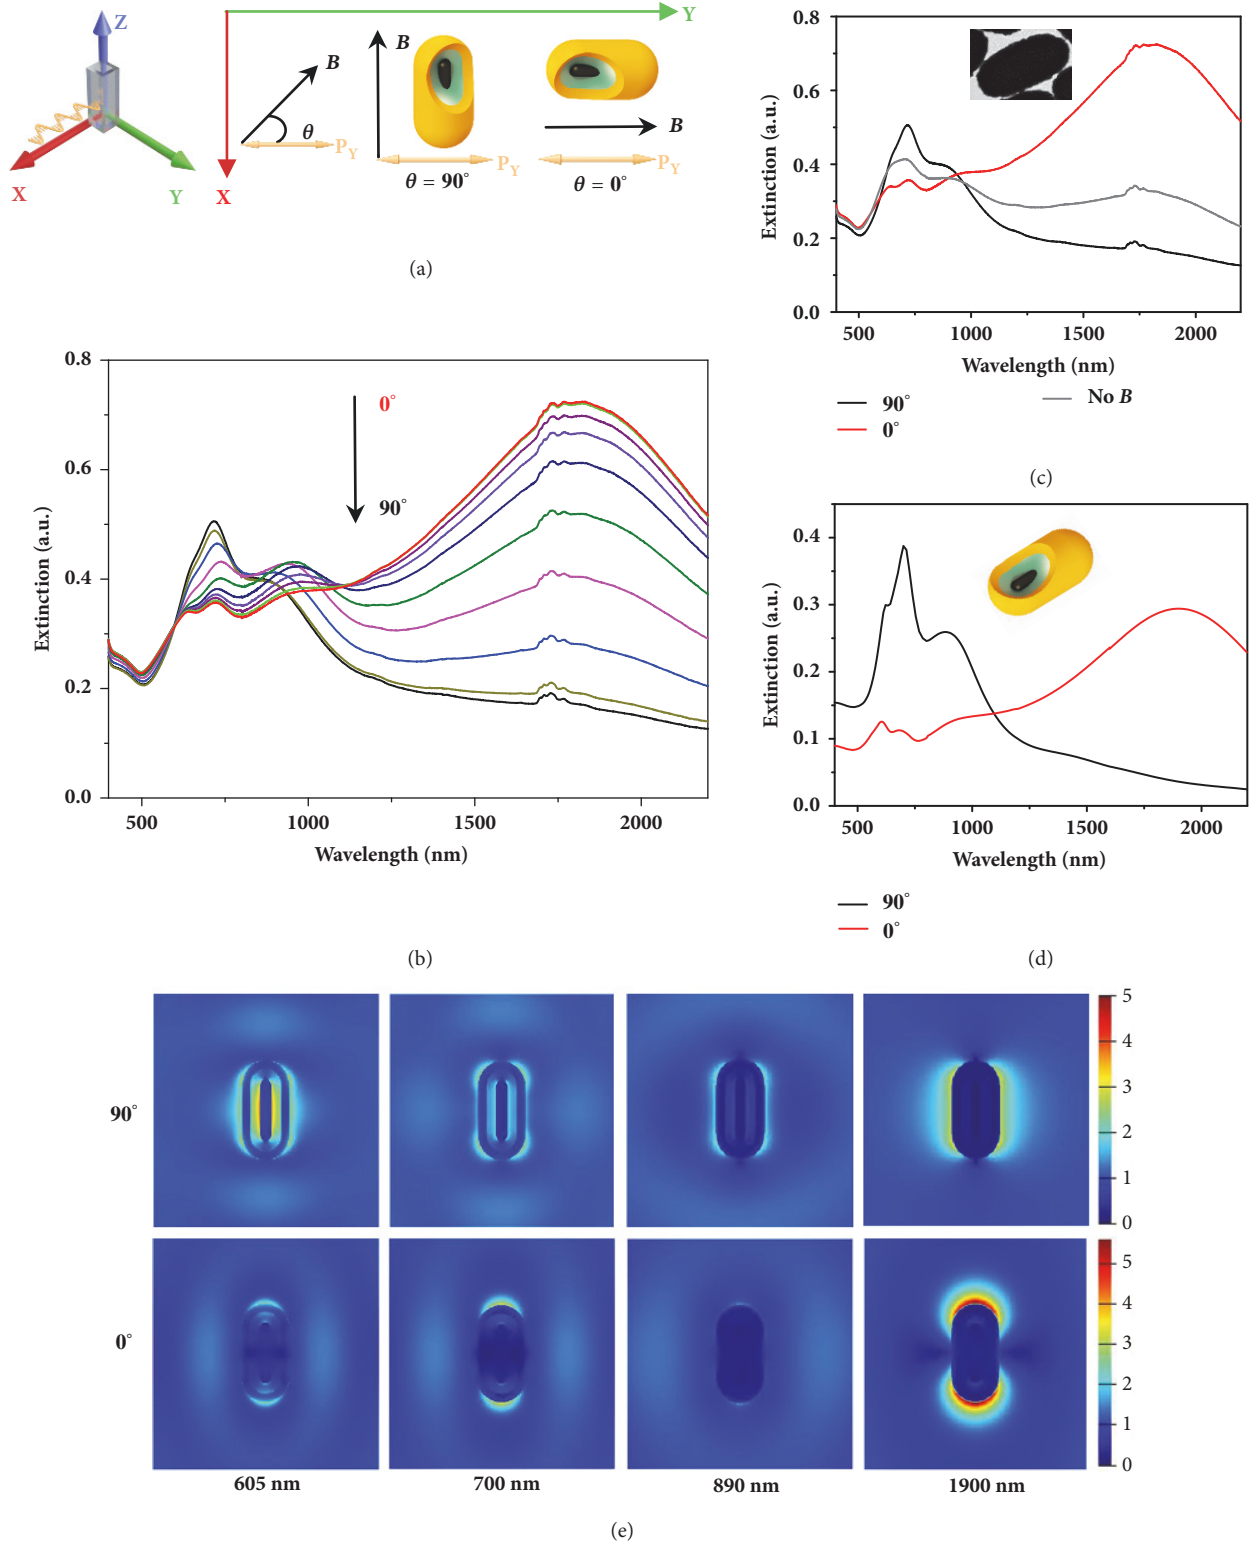 Z
X
Y
Y
X
B
θ
P_Y
B
P_Y
θ = 90°
B
P_Y
θ = 0°
(a)
Extinction (a.u.)
0.8
0.6
0.4
0.2
0.0
500
1000
1500
2000
Wavelength (nm)
90°
0°
No B
(c)
Extinction (a.u.)
0.8
0.6
0.4
0.2
0.0
0°
90°
500
1000
1500
2000
Wavelength (nm)
(b)
Extinction (a.u.)
0.4
0.3
0.2
0.1
0.0
500
1000
1500
2000
Wavelength (nm)
90°
0°
(d)
90°
5
4
3
2
1
0
0°
5
4
3
2
1
0
605 nm
700 nm
890 nm
1900 nm
(e)